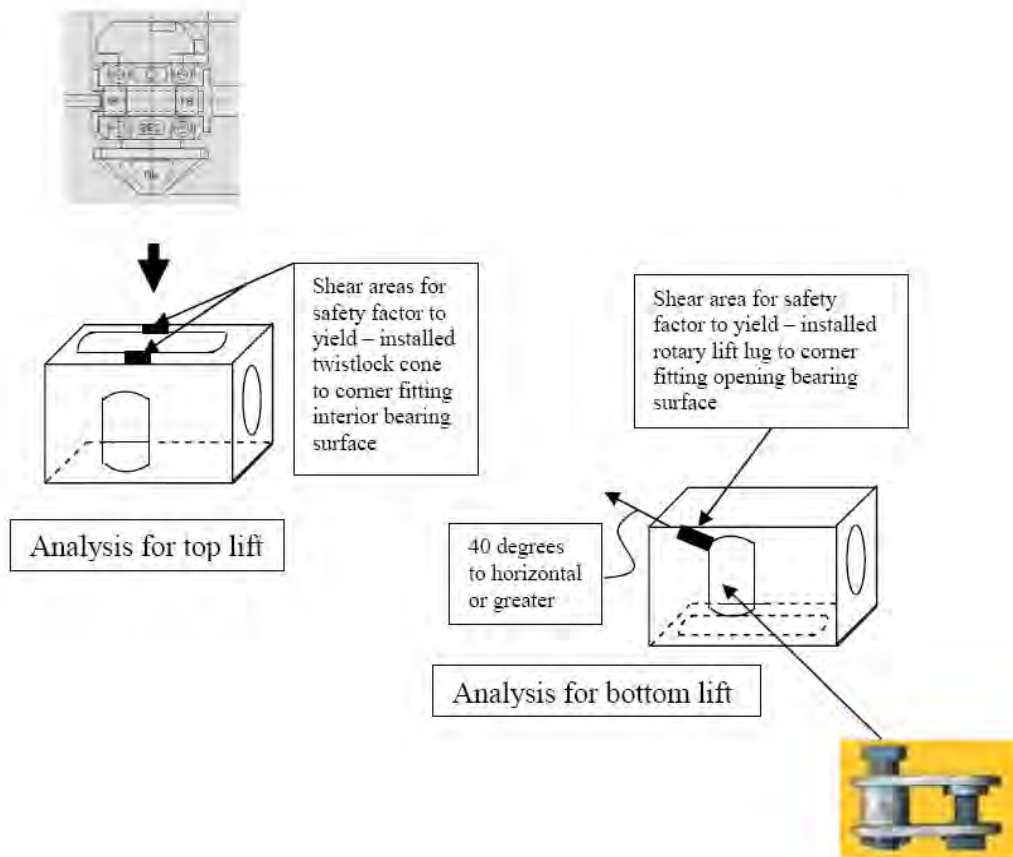 Shear areas for
safety factor to
yield – installed
twistlock cone
to corner fitting
interior bearing
surface
Analysis for top lift
Shear area for safety
factor to yield – installed
rotary lift lug to corner
fitting opening bearing
surface
40 degrees
to horizontal
or greater
Analysis for bottom lift